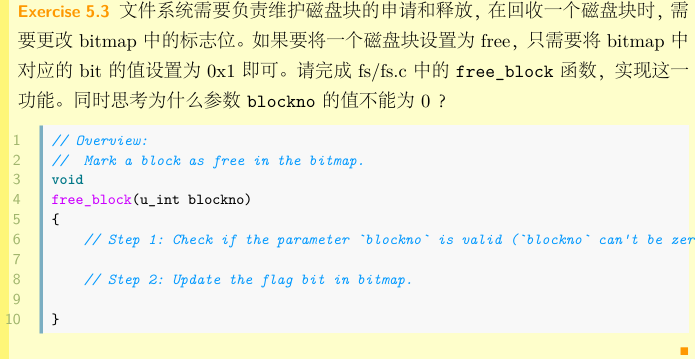 Exercise 5.3 文件系统需要负责维护磁盘块的申请和释放，在回收一个磁盘块时，需
要更改 bitmap 中的标志位。如果要将一个磁盘块设置为 free，只需要将 bitmap 中
对应的 bit 的值设置为 0x1 即可。请完成 fs/fs.c 中的 free_block 函数，实现这一
功能。同时思考为什么参数 blockno 的值不能为 0 ？
1 // Overview:
2 //  Mark a block as free in the bitmap.
3 void
4 free_block(u_int blockno)
5 {
6     // Step 1: Check if the parameter `blockno` is valid (`blockno` can't be zer
7
8     // Step 2: Update the flag bit in bitmap.
9
10 }